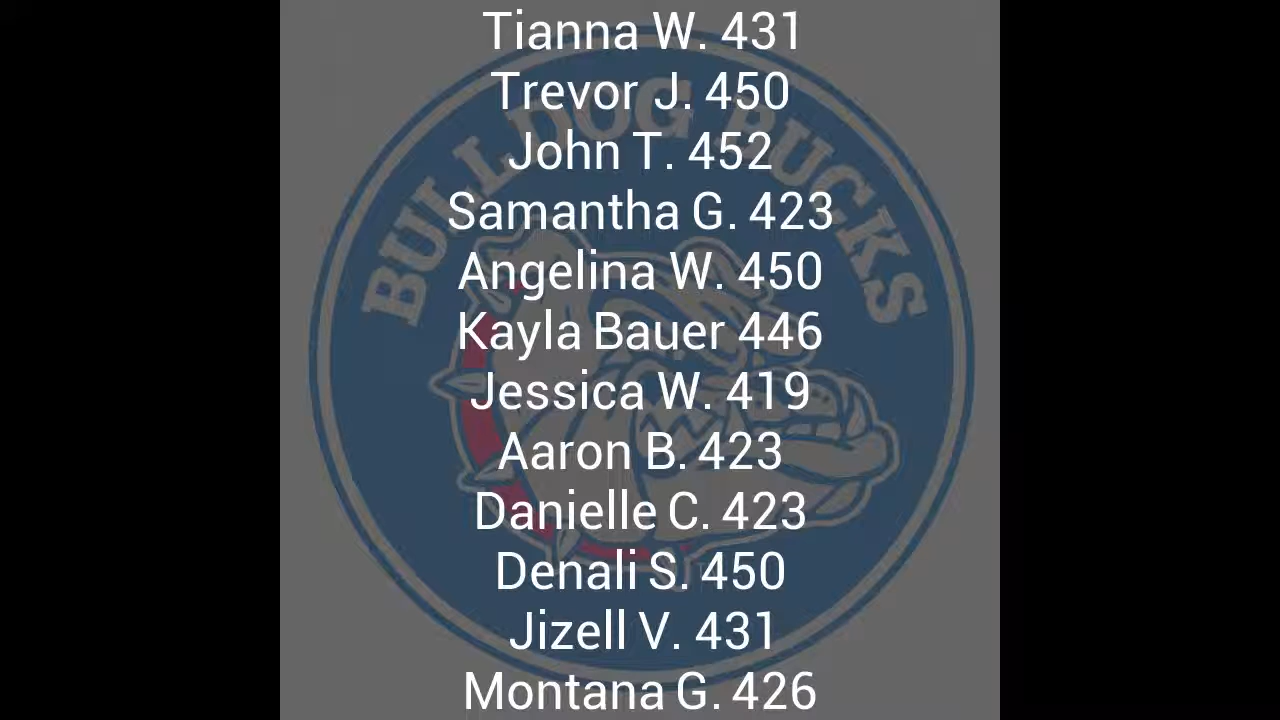 Tianna W. 431
Trevor J. 450
John T. 452
Samantha G. 423
Angelina W. 450
Kayla Bauer 446
Jessica W. 419
Aaron B. 423
Danielle C. 423
Denali S. 450
Jizell V. 431
Montana G. 426
BULLDOG BUCKS